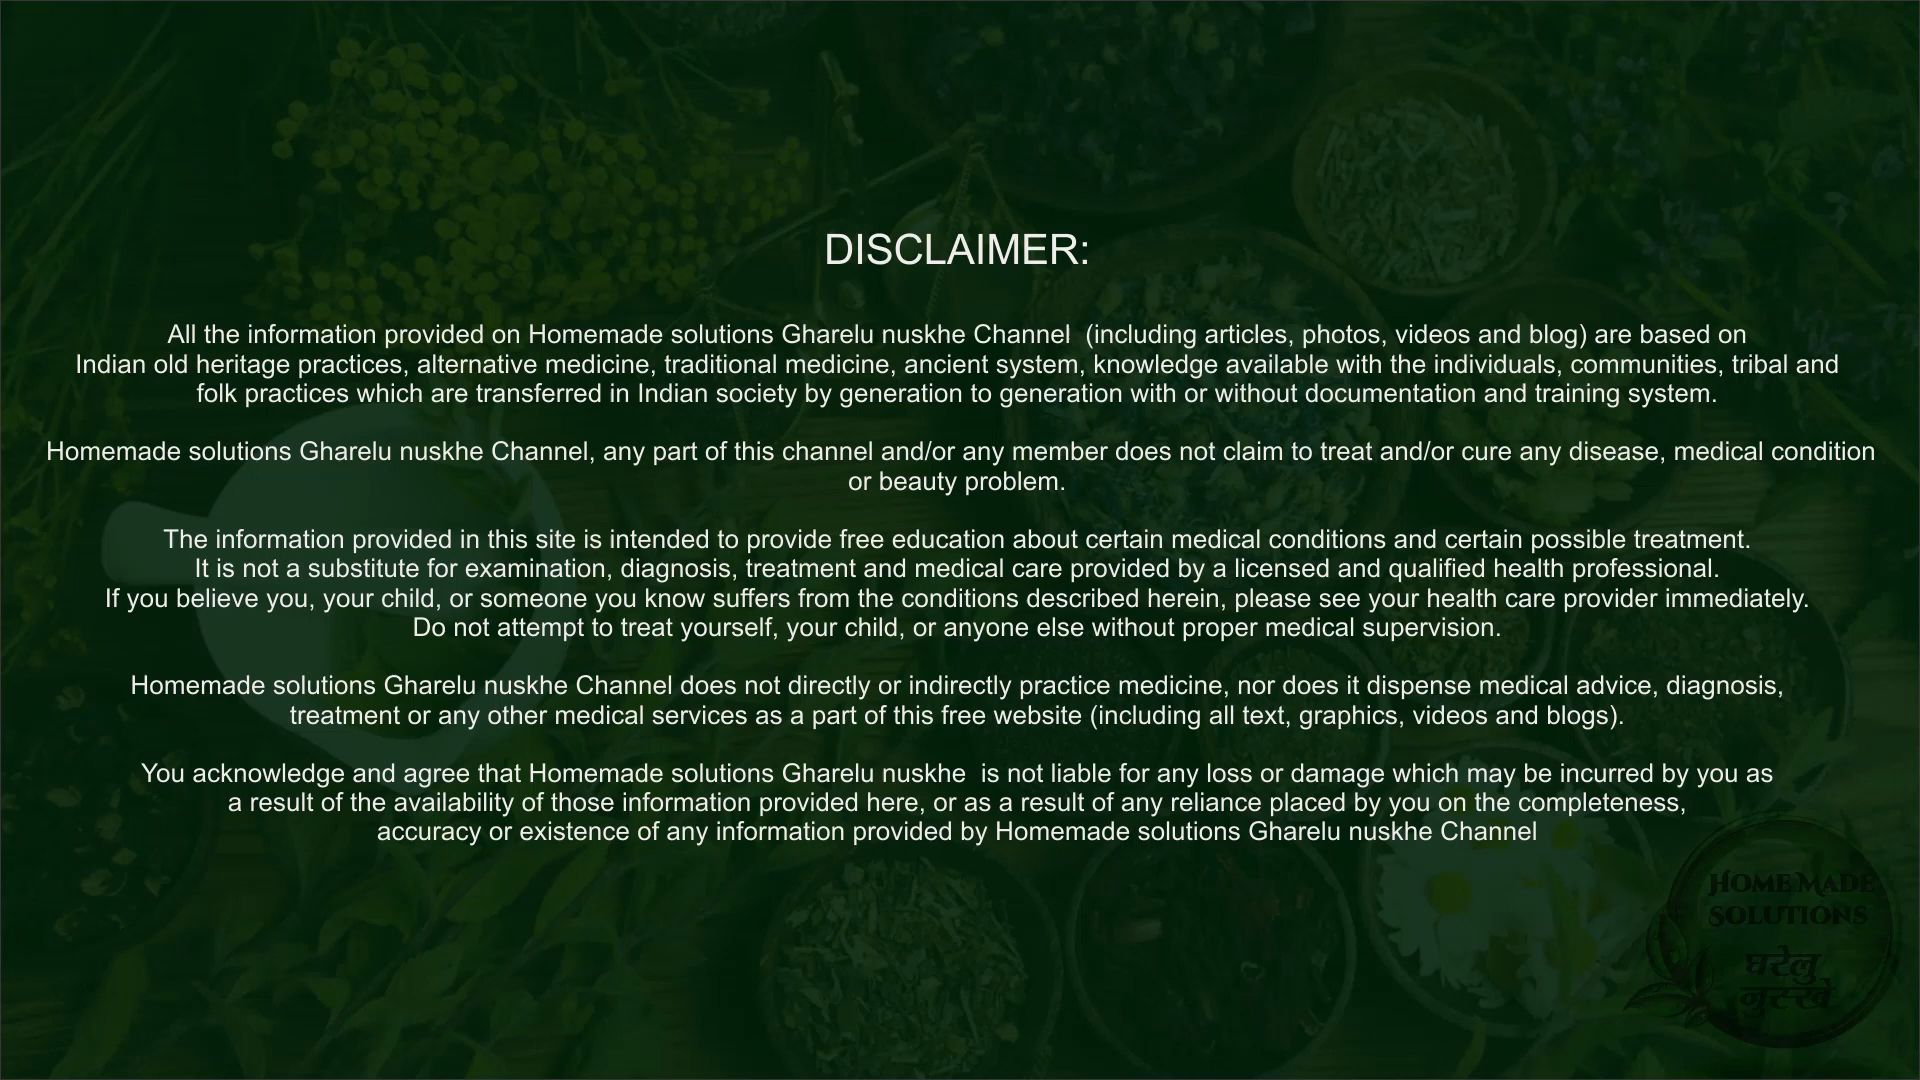 DISCLAIMER:
All the information provided on Homemade solutions Gharelu nuskhe Channel  (including articles, photos, videos and blog) are based on
Indian old heritage practices, alternative medicine, traditional medicine, ancient system, knowledge available with the individuals, communities, tribal and
folk practices which are transferred in Indian society by generation to generation with or without documentation and training system.
Homemade solutions Gharelu nuskhe Channel, any part of this channel and/or any member does not claim to treat and/or cure any disease, medical condition
or beauty problem.
The information provided in this site is intended to provide free education about certain medical conditions and certain possible treatment.
It is not a substitute for examination, diagnosis, treatment and medical care provided by a licensed and qualified health professional.
If you believe you, your child, or someone you know suffers from the conditions described herein, please see your health care provider immediately.
Do not attempt to treat yourself, your child, or anyone else without proper medical supervision.
Homemade solutions Gharelu nuskhe Channel does not directly or indirectly practice medicine, nor does it dispense medical advice, diagnosis,
treatment or any other medical services as a part of this free website (including all text, graphics, videos and blogs).
You acknowledge and agree that Homemade solutions Gharelu nuskhe  is not liable for any loss or damage which may be incurred by you as
a result of the availability of those information provided here, or as a result of any reliance placed by you on the completeness,
accuracy or existence of any information provided by Homemade solutions Gharelu nuskhe Channel
HOMEMADE
SOLUTIONS
घरेलु
नुस्खे